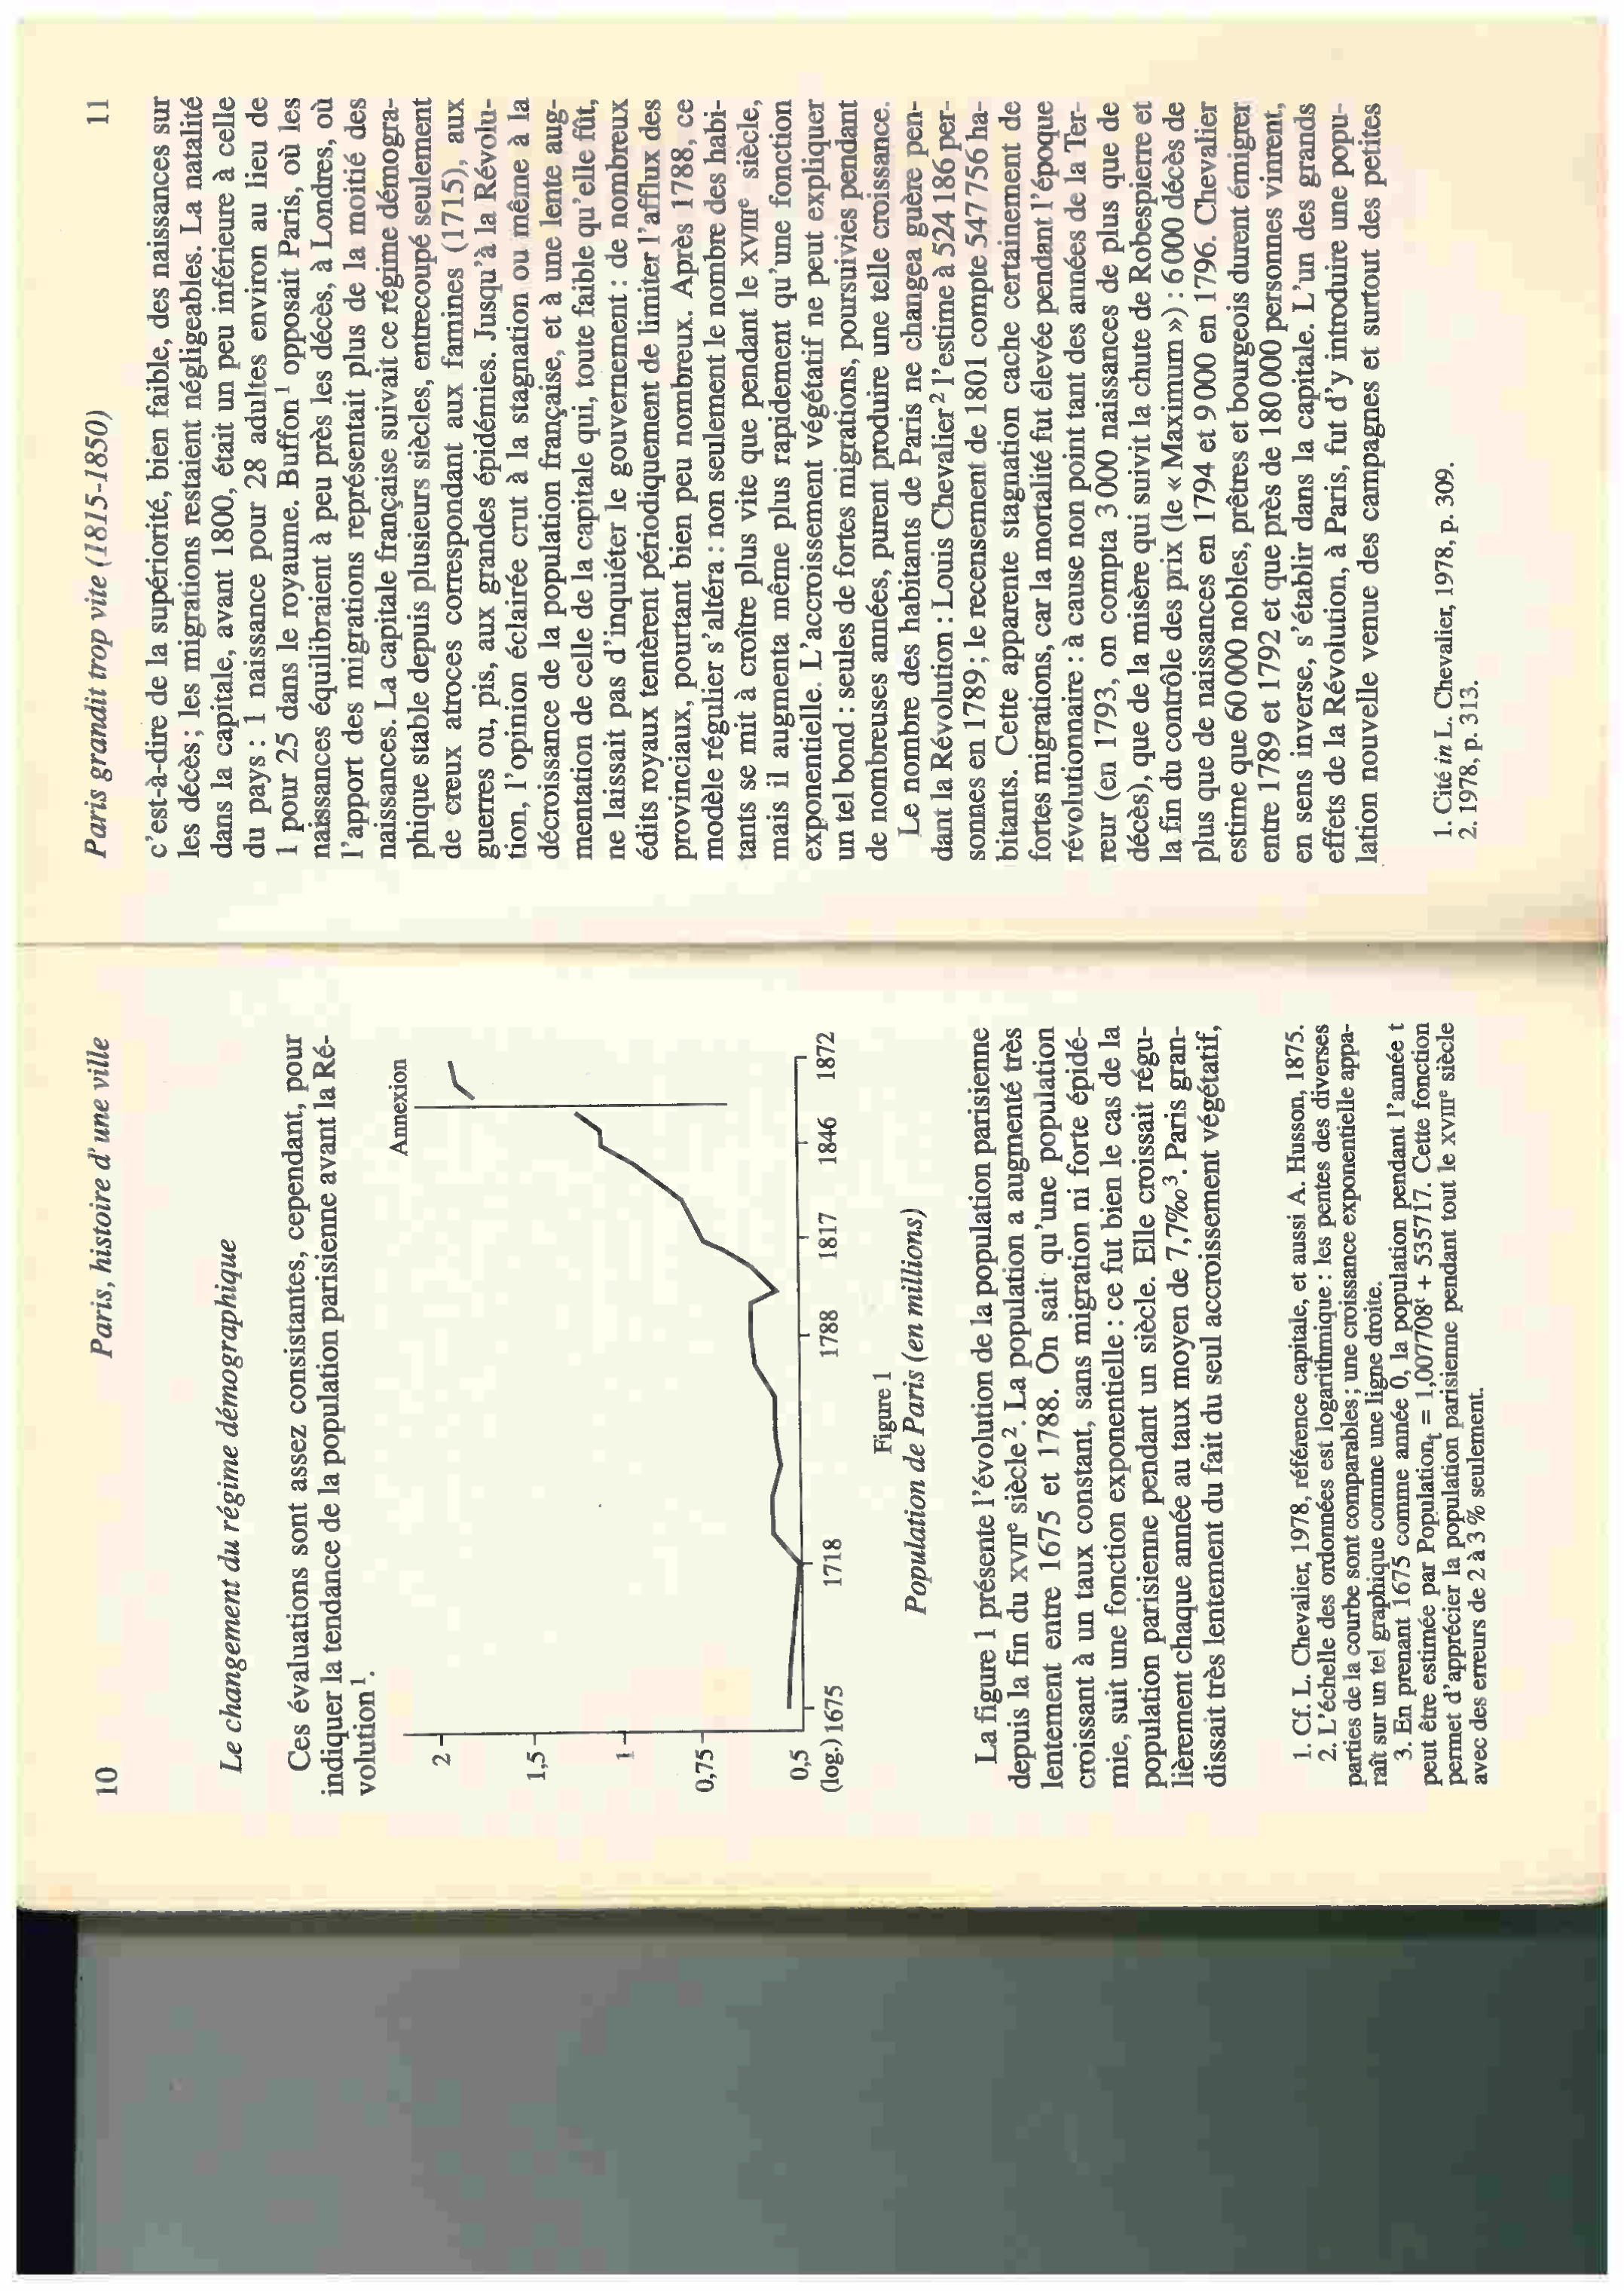 10
Paris, histoire d'une ville
Le changement du régime démographique
Ces évaluations sont assez consistantes, cependant, pour
indiquer la tendance de la population parisienne avant la Ré-
volution 1.
Annexion
2
1,5
1
0,75
0,5
(log.) 1675
1718
1788
1817
1846
1872
Figure 1
Population de Paris (en millions)
La figure 1 présente l'évolution de la population parisienne
depuis la fin du XVIIe siècle 2. La population a augmenté très
lentement entre 1675 et 1788. On sait qu'une population
croissant à un taux constant, sans migration ni forte épidé-
mie, suit une fonction exponentielle : ce fut bien le cas de la
population parisienne pendant un siècle. Elle croissait régu-
lièrement chaque année au taux moyen de 7,7‰ 3. Paris gran-
dissait très lentement du fait du seul accroissement végétatif,
1. Cf. L. Chevalier, 1978, référence capitale, et aussi A. Husson, 1875.
2. L'échelle des ordonnées est logarithmique : les pentes des diverses
parties de la courbe sont comparables ; une croissance exponentielle appa-
raît sur un tel graphique comme une ligne droite.
3. En prenant 1675 comme année 0, la population pendant l'année t
peut être estimée par Populationt = 1,007708t + 535717. Cette fonction
permet d'apprécier la population parisienne pendant tout le XVIIIe siècle
avec des erreurs de 2 à 3 % seulement.
Paris grandit trop vite (1815-1850)
11
c'est-à-dire de la supériorité, bien faible, des naissances sur
les décès ; les migrations restaient négligeables. La natalité
dans la capitale, avant 1800, était un peu inférieure à celle
du pays : 1 naissance pour 28 adultes environ au lieu de
1 pour 25 dans le royaume. Buffon 1 opposait Paris, où les
naissances équilibraient à peu près les décès, à Londres, où
l'apport des migrations représentait plus de la moitié des
naissances. La capitale française suivait ce régime démogra-
phique stable depuis plusieurs siècles, entrecoupé seulement
de creux atroces correspondant aux famines (1715), aux
guerres ou, pis, aux grandes épidémies. Jusqu'à la Révolu-
tion, l'opinion éclairée crut à la stagnation ou même à la
décroissance de la population française, et à une lente aug-
mentation de celle de la capitale qui, toute faible qu'elle fût,
ne laissait pas d'inquiéter le gouvernement : de nombreux
édits royaux tentèrent périodiquement de limiter l'afflux des
provinciaux, pourtant bien peu nombreux. Après 1788, ce
modèle régulier s'altéra : non seulement le nombre des habi-
tants se mit à croître plus vite que pendant le XVIIIe siècle,
mais il augmenta même plus rapidement qu'une fonction
exponentielle. L'accroissement végétatif ne peut expliquer
un tel bond : seules de fortes migrations, poursuivies pendant
de nombreuses années, purent produire une telle croissance.
Le nombre des habitants de Paris ne changea guère pen-
dant la Révolution : Louis Chevalier 2 l'estime à 524 186 per-
sonnes en 1789 ; le recensement de 1801 compte 547 756 ha-
bitants. Cette apparente stagnation cache certainement de
fortes migrations, car la mortalité fut élevée pendant l'époque
révolutionnaire : à cause non point tant des années de la Ter-
reur (en 1793, on compta 3 000 naissances de plus que de
décès), que de la misère qui suivit la chute de Robespierre et
la fin du contrôle des prix (le « Maximum ») : 6 000 décès de
plus que de naissances en 1794 et 9 000 en 1796. Chevalier
estime que 60 000 nobles, prêtres et bourgeois durent émigrer
entre 1789 et 1792 et que près de 180 000 personnes vinrent,
en sens inverse, s'établir dans la capitale. L'un des grands
effets de la Révolution, à Paris, fut d'y introduire une popu-
lation nouvelle venue des campagnes et surtout des petites
1. Cité in L. Chevalier, 1978, p. 309.
2. 1978, p. 313.